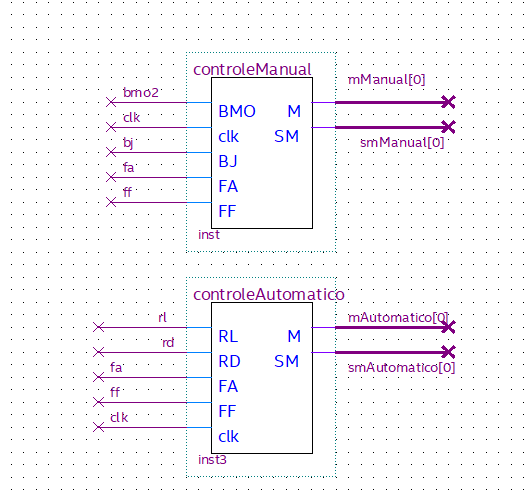 controleManual
bmo2 BMO M mManual[0]
clk clk SM smManual[0]
bj BJ
fa FA
ff FF
inst
controleAutomatico
rl RL M mAutomatico[0]
rd RD SM smAutomatico[0]
fa FA
ff FF
clk clk
inst3